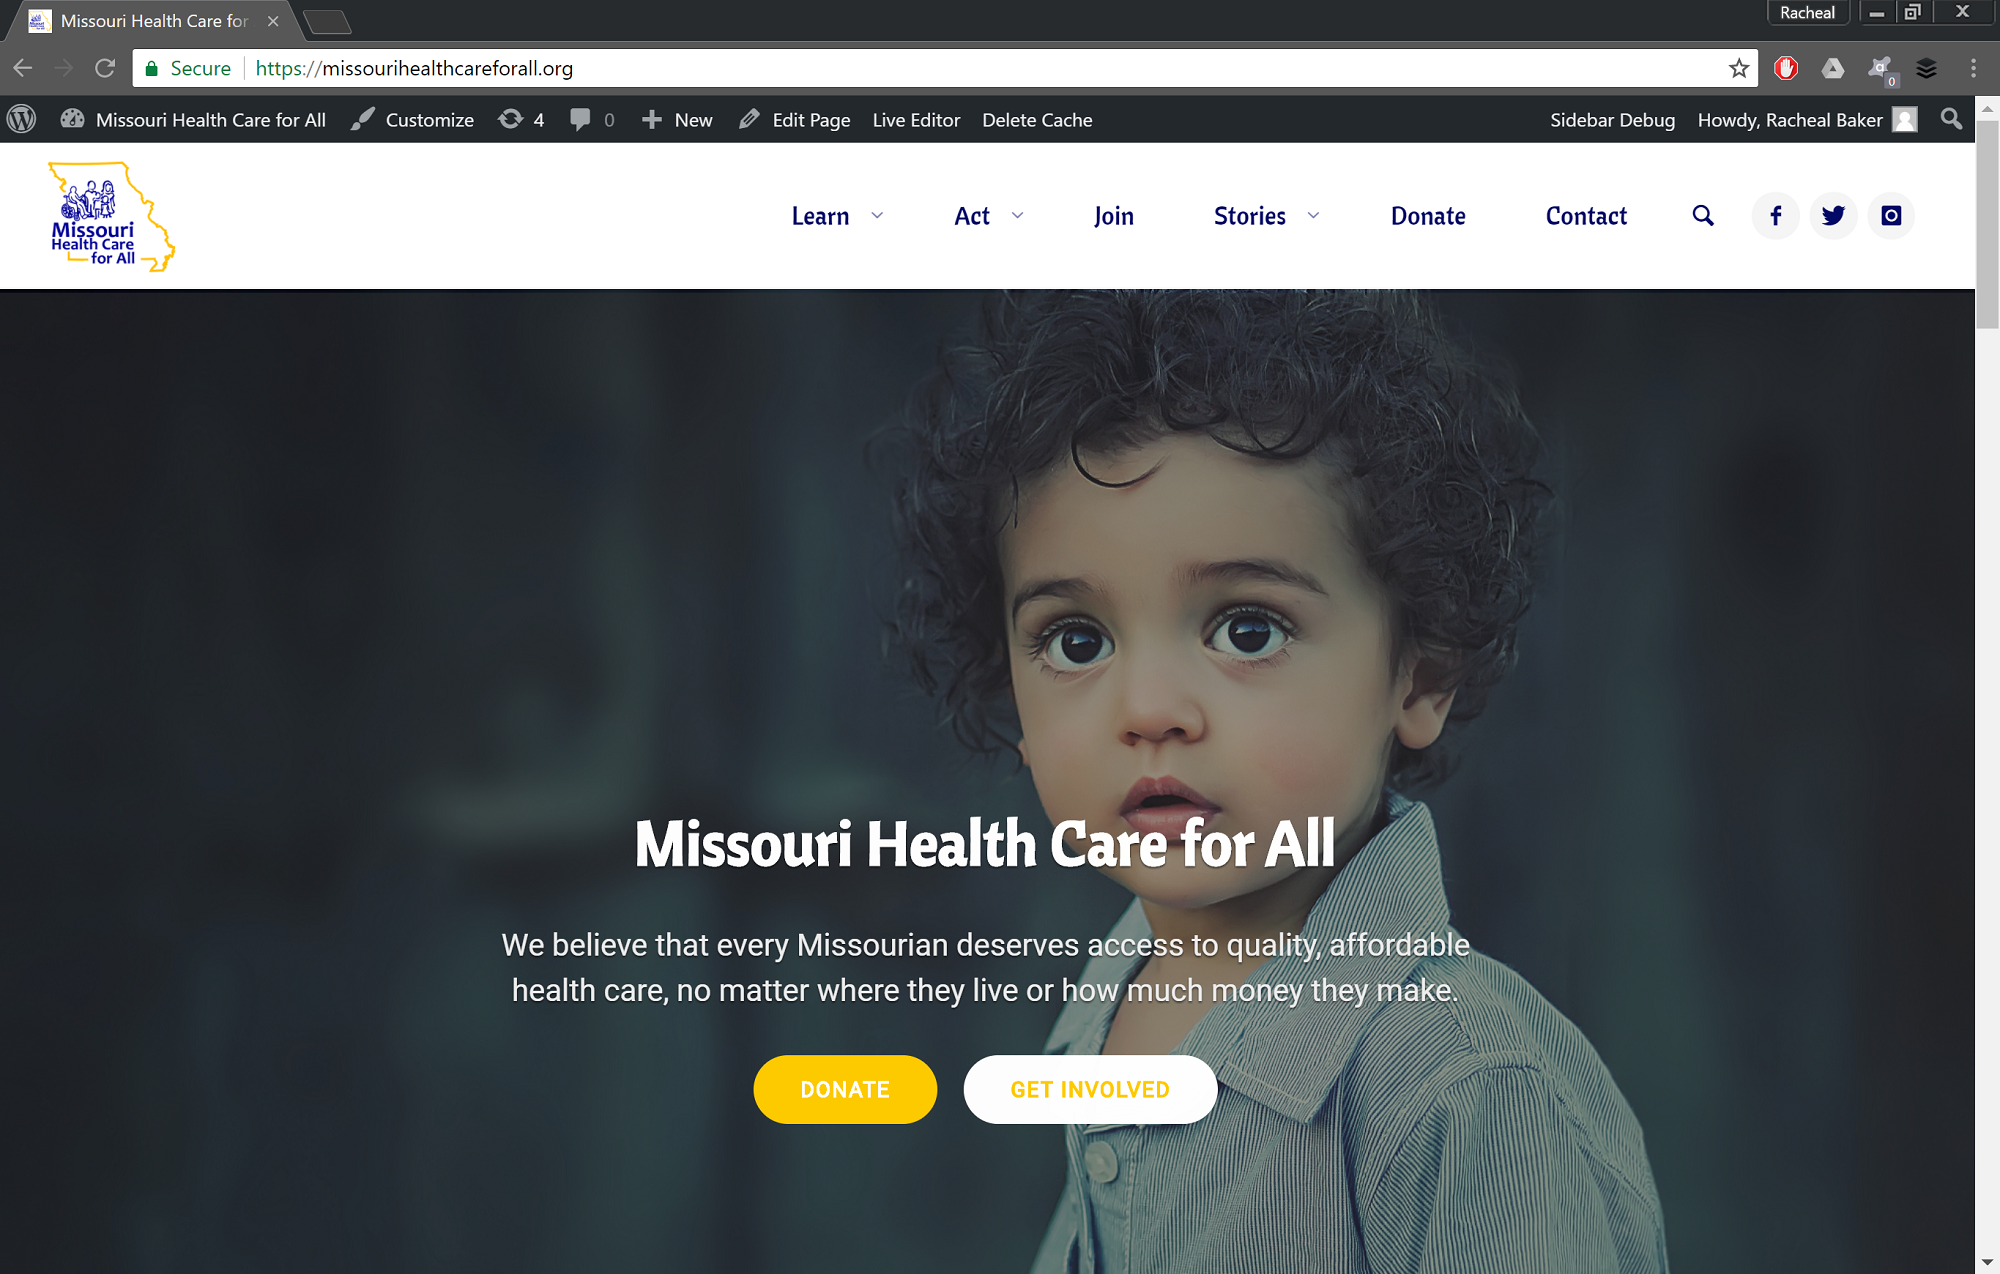 Missouri Health Care for
Racheal
Secure
https://missourihealthcareforall.org
0
Missouri Health Care for All
Customize
4
0
New
Edit Page
Live Editor
Delete Cache
Sidebar Debug
Howdy, Racheal Baker
Missouri
Health Care
for All
Learn
Act
Join
Stories
Donate
Contact
Missouri Health Care for All
We believe that every Missourian deserves access to quality, affordable
health care, no matter where they live or how much money they make.
DONATE
GET INVOLVED